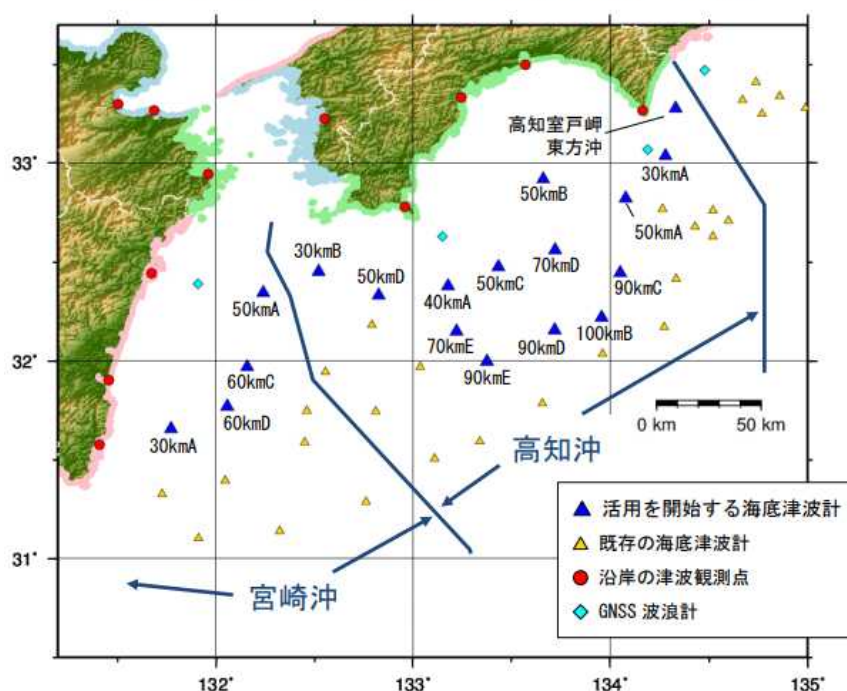 高知室戸岬
東方沖
33°
30kmA
50kmB
50kmA
30kmB
70kmD
50kmD
50kmC
90kmC
50kmA
40kmA
100kmB
32°
70kmE
90kmD
60kmC
90kmE
60kmD
0 km
50 km
30kmA
高知沖
活用を開始する海底津波計
既存の海底津波計
31°
沿岸の津波観測点
宮崎沖
GNSS 波浪計
132°
133°
134°
135°